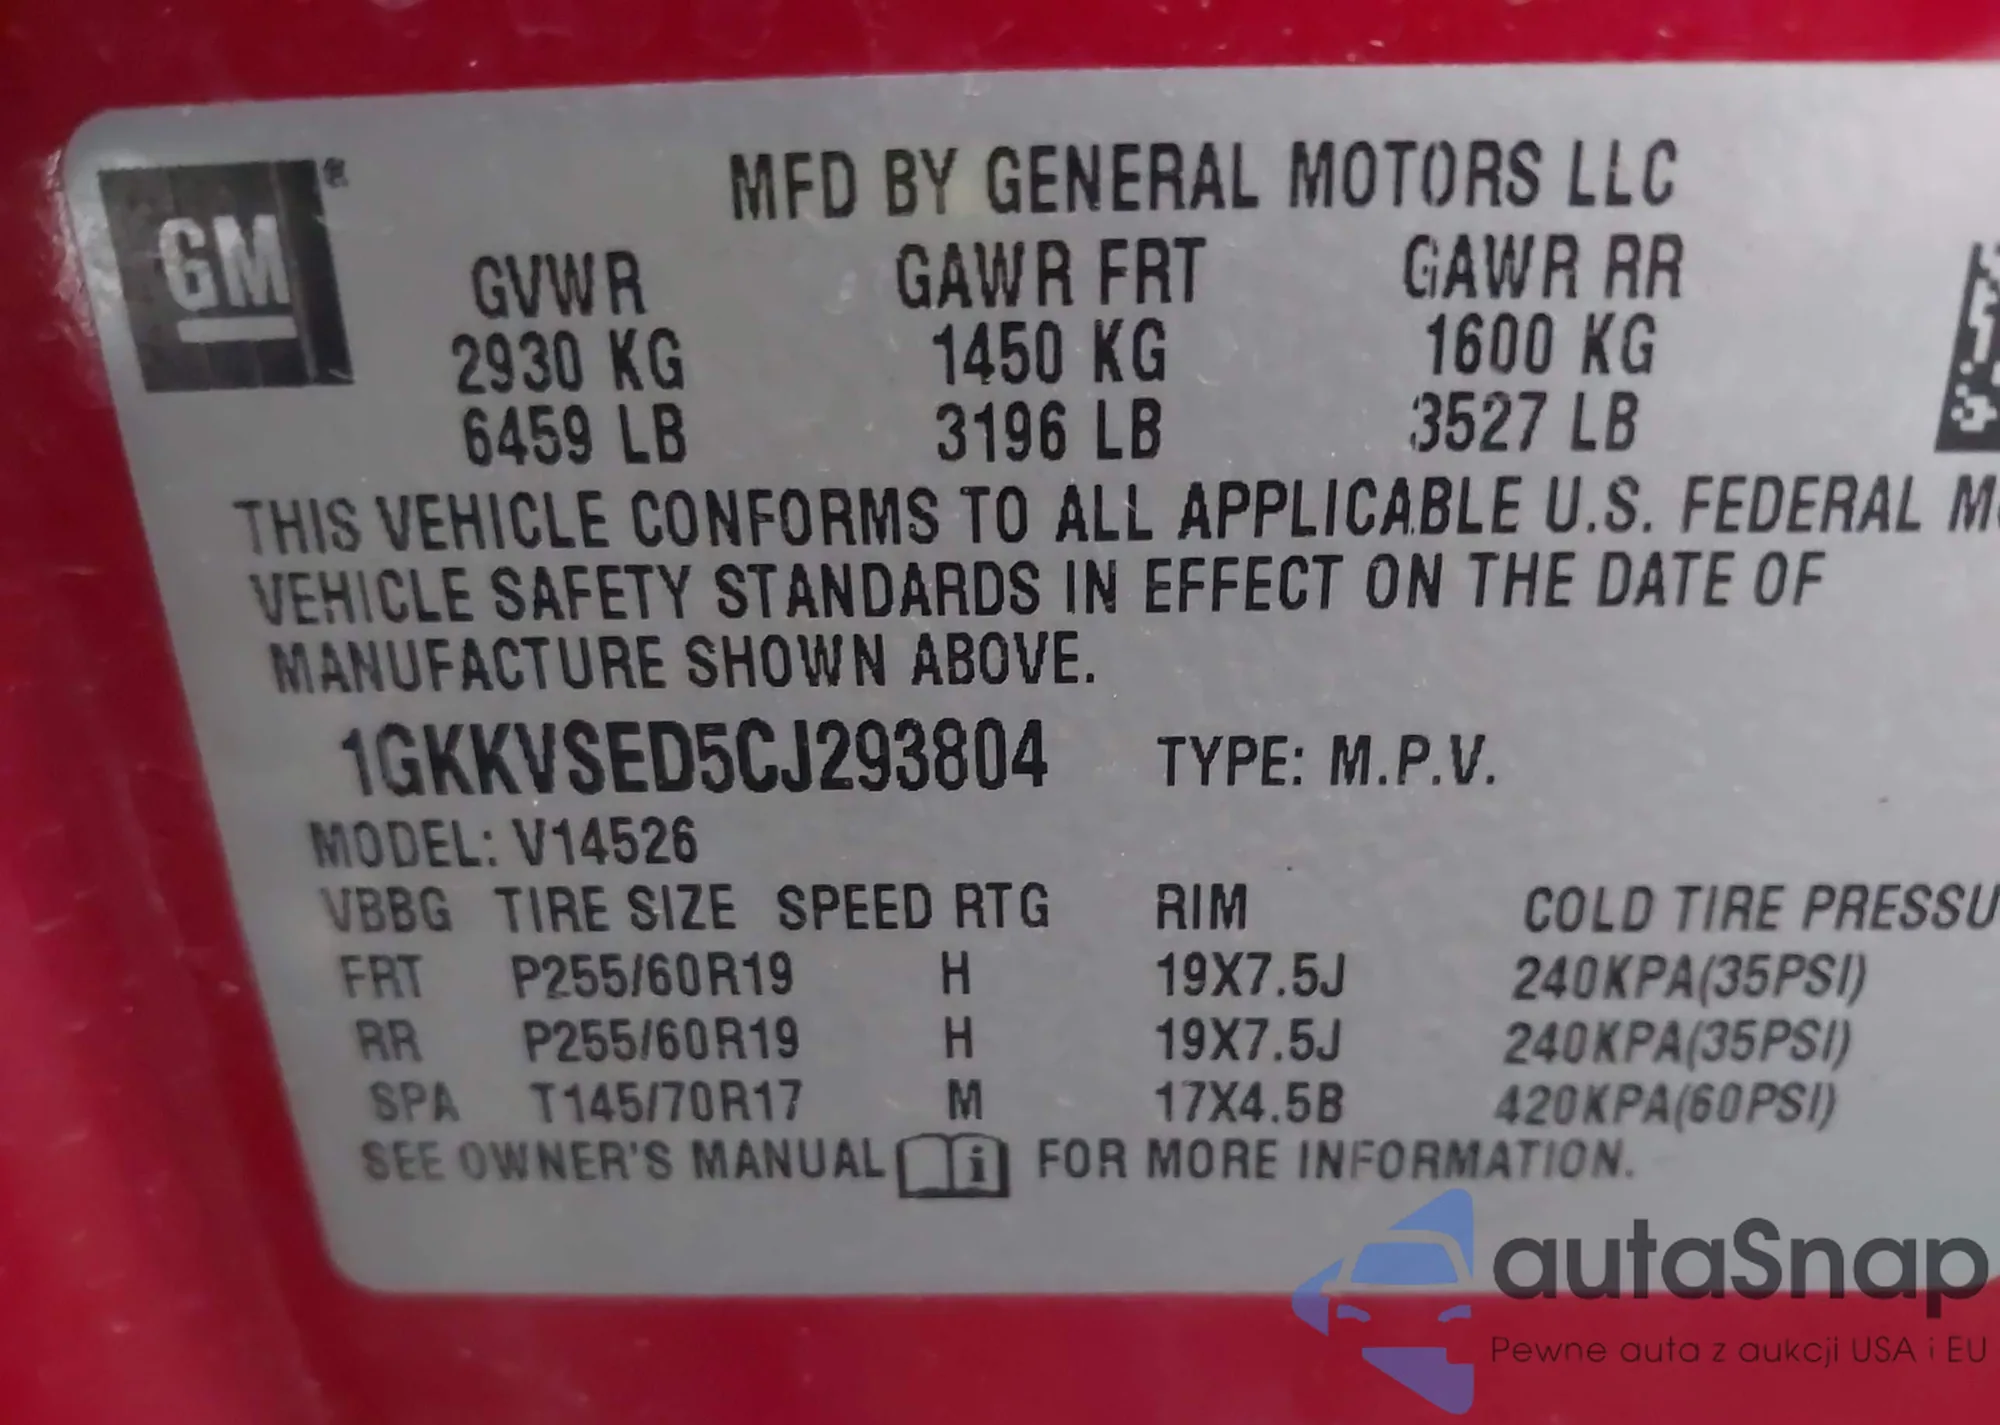 GM®
MFD BY GENERAL MOTORS LLC
GVWR GAWR FRT GAWR RR
2930 KG 1450 KG 1600 KG
6459 LB 3196 LB 3527 LB
THIS VEHICLE CONFORMS TO ALL APPLICABLE U.S. FEDERAL M
VEHICLE SAFETY STANDARDS IN EFFECT ON THE DATE OF
MANUFACTURE SHOWN ABOVE.
1GKKVSED5CJ293804 TYPE: M.P.V.
MODEL: V14526
VBBG TIRE SIZE SPEED RTG RIM COLD TIRE PRESSU
FRT P255/60R19 H 19X7.5J 240KPA(35PSI)
RR P255/60R19 H 19X7.5J 240KPA(35PSI)
SPA T145/70R17 M 17X4.5B 420KPA(60PSI)
SEE OWNER'S MANUAL i FOR MORE INFORMATION.
autaSnap
Pewne auta z aukcji USA i EU